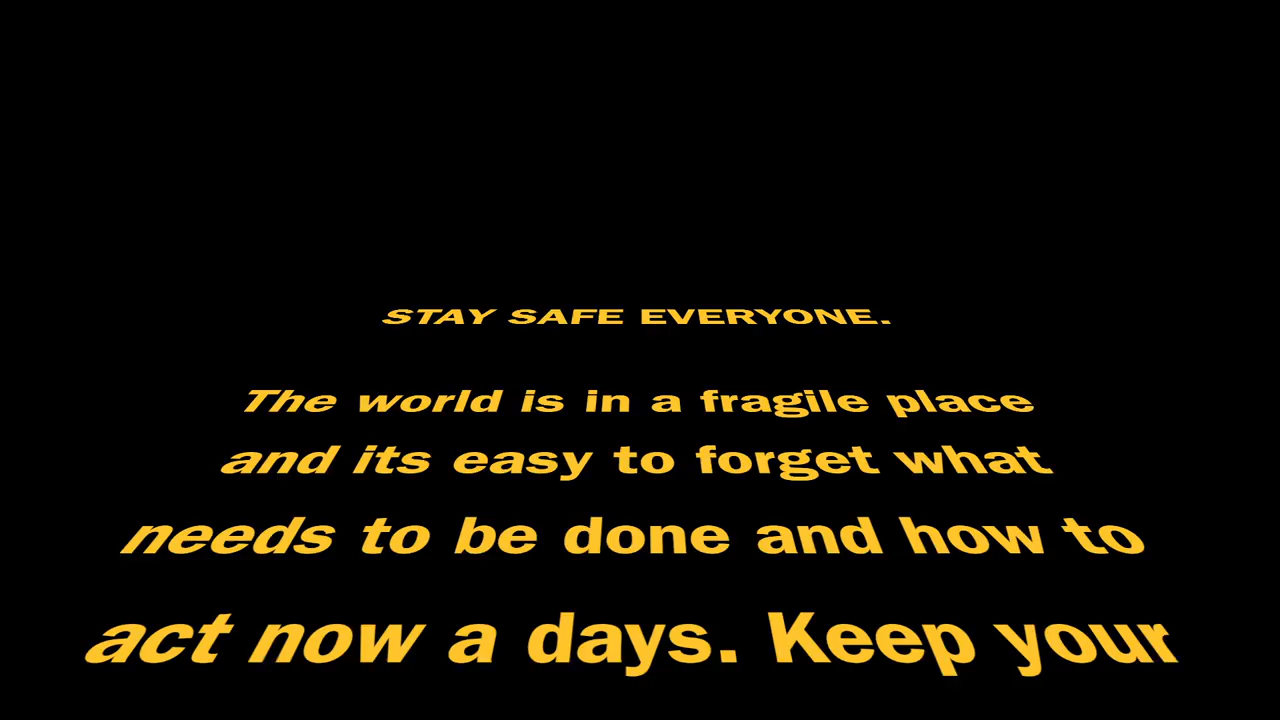 STAY SAFE EVERYONE.
The world is in a fragile place
and its easy to forget what
needs to be done and how to
act now a days. Keep your